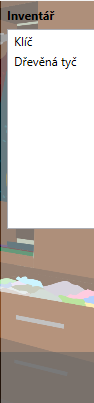 Inventář
Klíč
Dřevěná tyč